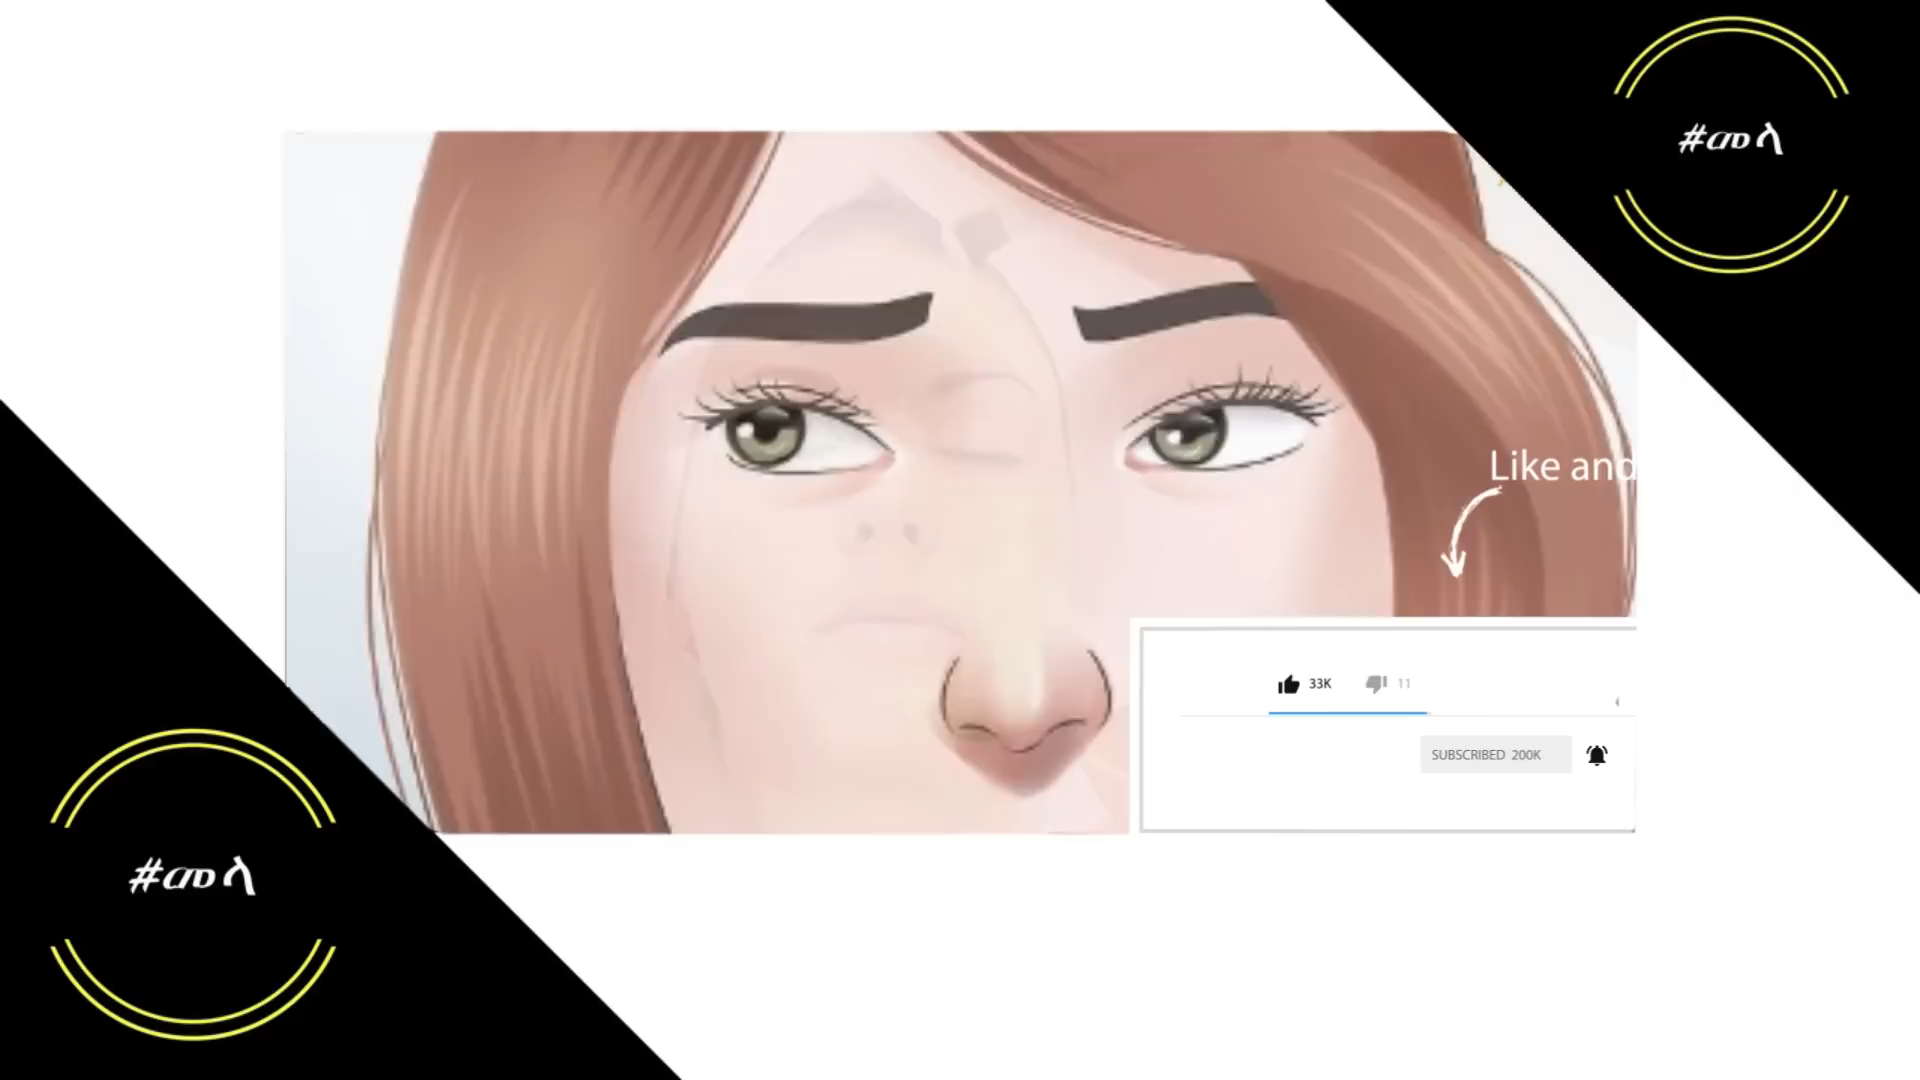 #መላ
Like and
33K 11
SUBSCRIBED 200K
#መላ